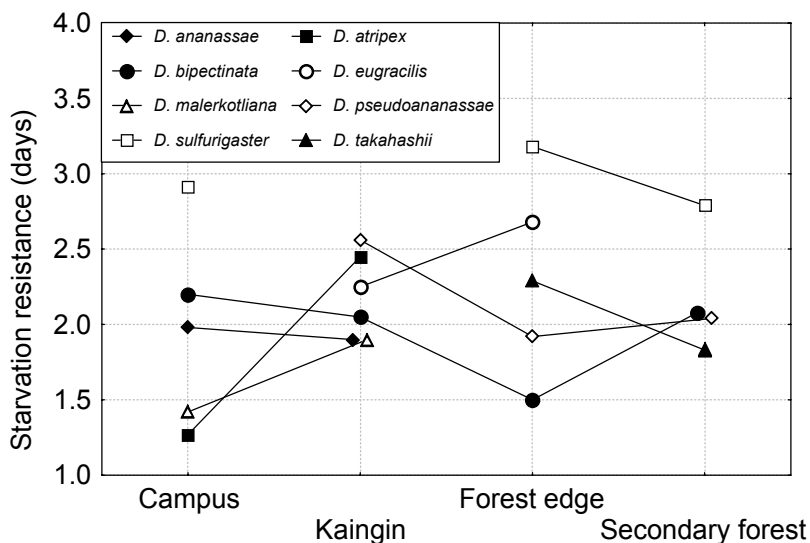 4.0
3.5
3.0
2.5
2.0
1.5
1.0
Starvation resistance (days)
D. ananassae
D. bipectinata
D. malerkotliana
D. sulfurigaster
D. atripex
D. eugracilis
D. pseudoananassae
D. takahashii
Campus
Kaingin
Forest edge
Secondary forest